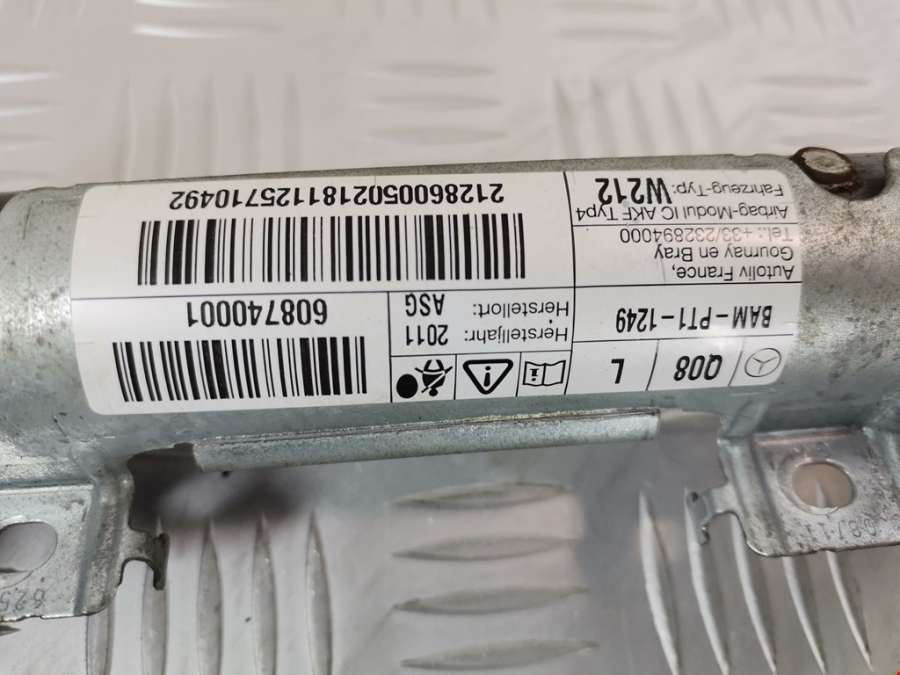 Q08 / L
BAM-PT1-1249
Herstelljahr: 2011
Herstellort: ASG
608740001
Autoliv France,
Gournay en Bray
Tel.: +33/232894000
Airbag-Modul IC AKF Typ4
Fahrzeug-Typ: W212
2128600502181125710492